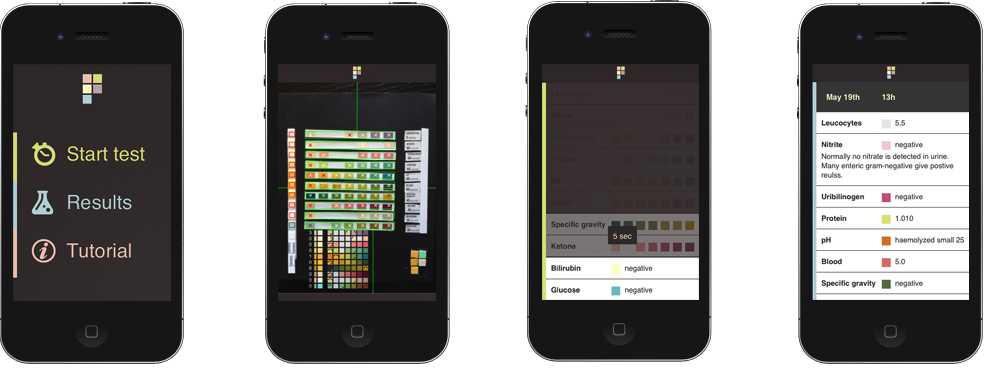 Start test
Results
Tutorial
Specific gravity
5 sec
Ketone
Bilirubin negative
Glucose negative
May 19th 13h
Leucocytes 5.5
Nitrite negative
Normally no nitrate is detected in urine.
Many enteric gram-negative give postive
reulss.
Uribilinogen negative
Protein 1.010
pH haemolyzed small 25
Blood 5.0
Specific gravity negative